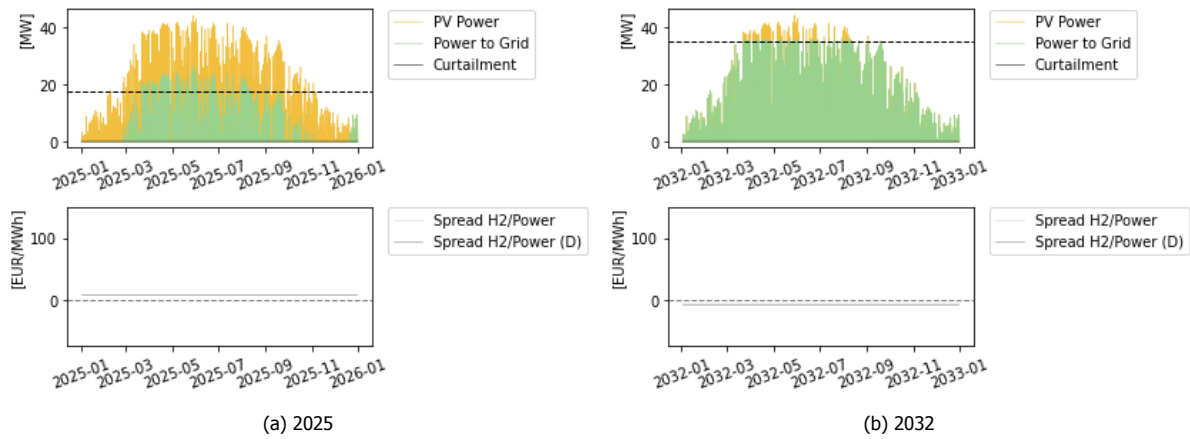 [MW]
40
20
0
2025-01
2025-03
2025-05
2025-07
2025-09
2025-11
2026-01
PV Power
Power to Grid
Curtailment
[EUR/MWh]
100
0
2025-01
2025-03
2025-05
2025-07
2025-09
2025-11
2026-01
Spread H2/Power
Spread H2/Power (D)
(a) 2025
[MW]
40
20
0
2032-01
2032-03
2032-05
2032-07
2032-09
2032-11
2033-01
PV Power
Power to Grid
Curtailment
[EUR/MWh]
100
0
2032-01
2032-03
2032-05
2032-07
2032-09
2032-11
2033-01
Spread H2/Power
Spread H2/Power (D)
(b) 2032